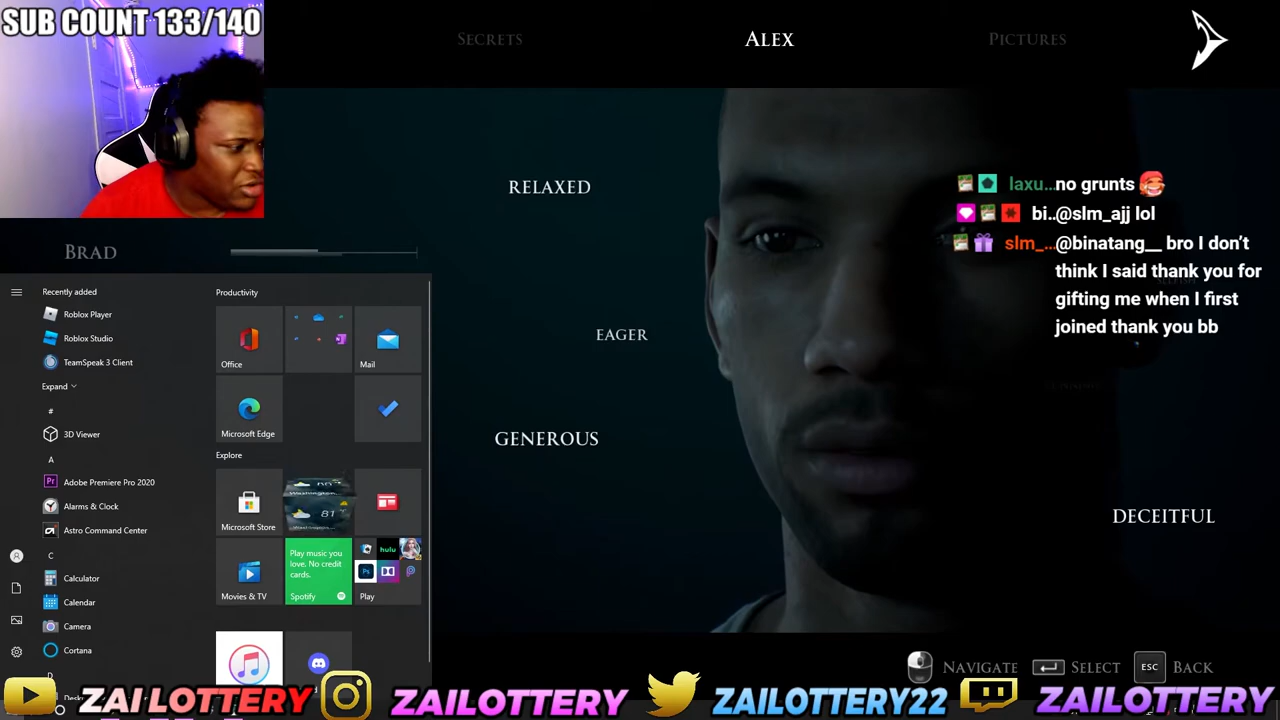 SUB COUNT 133/140
SECRETS
ALEX
PICTURES
RELAXED
BRAD
EAGER
GENEROUS
DECEITFUL
laxu... no grunts
bi.. @slm_ajj lol
slm_... @binatang__ bro I don't
think I said thank you for
gifting me when I first
joined thank you bb
Recently added
Roblox Player
Roblox Studio
TeamSpeak 3 Client
Expand
#
3D Viewer
A
Adobe Premiere Pro 2020
Alarms & Clock
Astro Command Center
C
Calculator
Calendar
Camera
Cortana
Productivity
Office
Mail
Microsoft Edge
Explore
Microsoft Store
81
Movies & TV
Play music you
love. No credit
cards.
Spotify
hulu
Ps
Play
NAVIGATE
SELECT
ESC
BACK
ZAI LOTTERY
ZAILOTTERY
ZAILOTTERY22
ZAILOTTERY